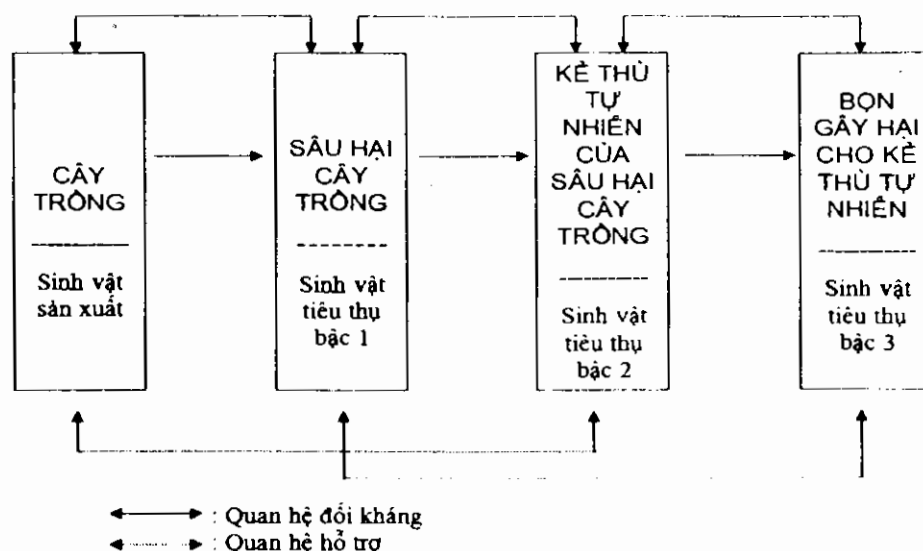 CÂY
TRỒNG
Sinh vật
sản xuất
SÂU HẠI
CÂY
TRỒNG
Sinh vật
tiêu thụ
bậc 1
KẺ THÙ
TỰ
NHIÊN
CỦA
SÂU HẠI
CÂY
TRỒNG
Sinh vật
tiêu thụ
bậc 2
BỌN
GÂY HẠI
CHO KẺ
THÙ TỰ
NHIÊN
Sinh vật
tiêu thụ
bậc 3
: Quan hệ đối kháng
: Quan hệ hỗ trợ